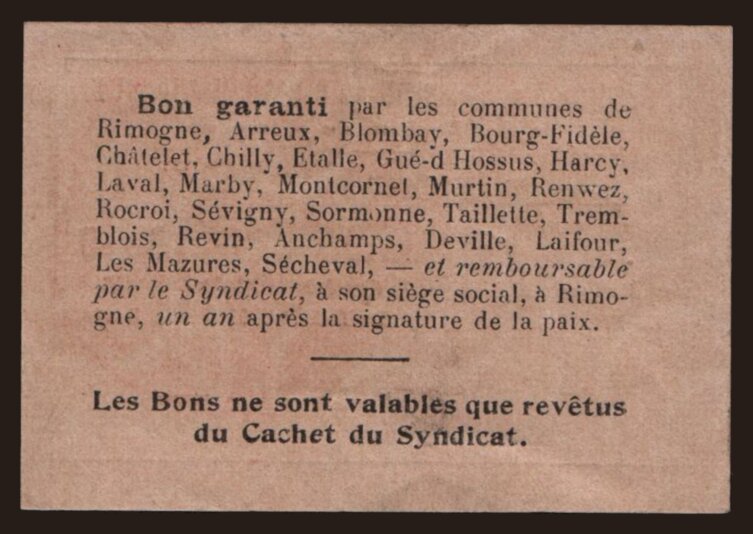 Bon garanti par les communes de
Rimogne, Arreux, Blombay, Bourg-Fidèle,
Châtelet, Chilly, Etalle, Gué-d Hossus, Harcy,
Laval, Marby, Montcornet, Murtin, Renwez,
Rocroi, Sévigny, Sormonne, Taillette, Trem-
blois, Revin, Anchamps, Deville, Laifour,
Les Mazures, Sécheval, — et remboursable
par le Syndicat, à son siège social, à Rimo-
gne, un an après la signature de la paix.
Les Bons ne sont valables que revêtus
du Cachet du Syndicat.